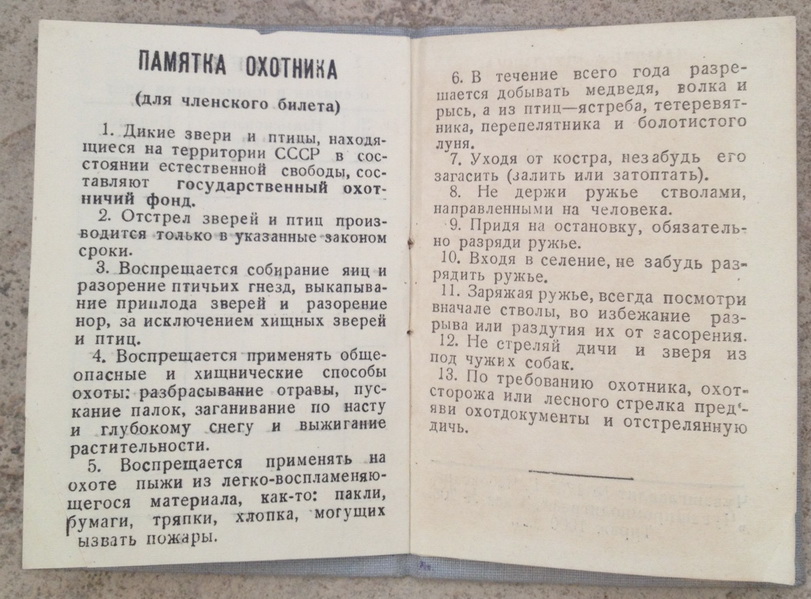 ПАМЯТКА ОХОТНИКА
(для членского билета)
1. Дикие звери и птицы, находя-
щиеся на территории СССР в сос-
стоянии естественной свободы, сос-
тавляют государственный охот-
ничий фонд.
2. Отстрел зверей и птиц произ-
водится только в указанные законом
сроки.
3. Воспрещается собирание яиц и
разорение птичьих гнезд, выкапыва-
ние приплода зверей и разорение
нор, за исключением хищных зверей
и птиц.
4. Воспрещается применять обще-
опасные и хищнические способы
охоты: разбрасывание отравы, пус-
кание палок, заганивание по насту
и глубокому снегу и выжигание
растительности.
5. Воспрещается применять на
охоте пыжи из легко-воспламеняю-
щегося материала, как-то: пакли,
бумаги, тряпки, хлопка, могущих
ызвать пожары.
6. В течение всего года разре-
шается добывать медведя, волка и
рысь, а из птиц—ястреба, тетеревят-
ника, перепелятника и болотистого
луня.
7. Уходя от костра, незабудь его
загасить (залить или затоптать).
8. Не держи ружье стволами,
направленными на человека.
9. Придя на остановку, обязатель-
но разряди ружье.
10. Входя в селение, не забудь раз-
рядить ружье.
11. Заряжая ружье, всегда посмотри
вначале стволы, во избежание раз-
рыва или раздутия их от засорения.
12. Не стреляй дичи и зверя из
под чужих собак.
13. По требованию охотника, охот-
сторожа или лесного стрелка пред'-
яви охотдокументы и отстрелянную
дичь.